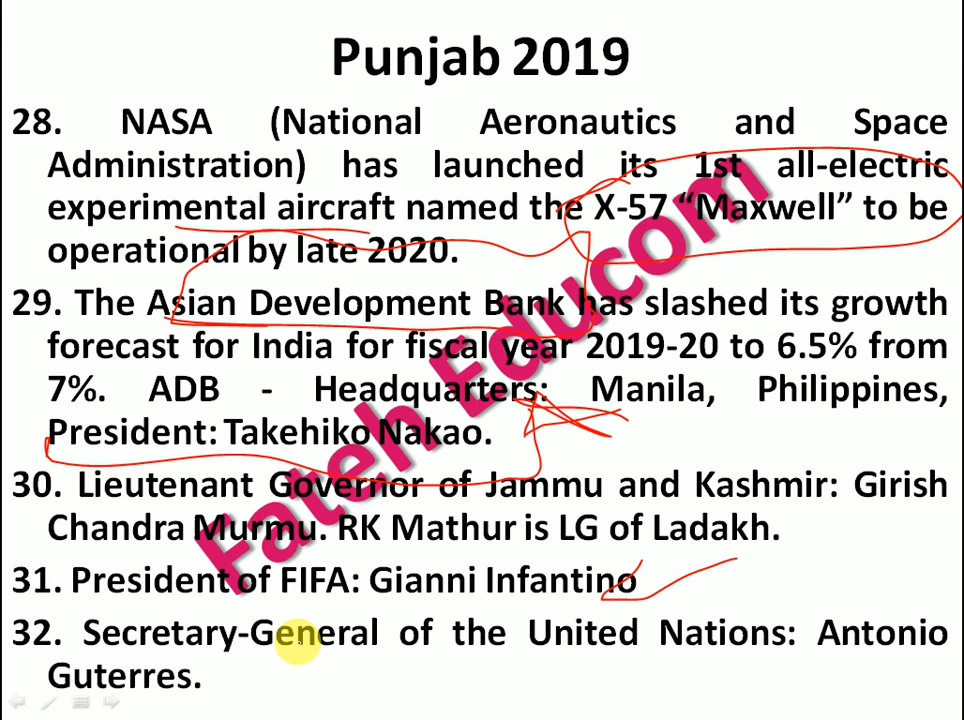 Punjab 2019
28. NASA (National Aeronautics and Space
Administration) has launched its 1st all-electric
experimental aircraft named the X-57 “Maxwell” to be
operational by late 2020.
29. The Asian Development Bank has slashed its growth
forecast for India for fiscal year 2019-20 to 6.5% from
7%. ADB - Headquarters: Manila, Philippines,
President: Takehiko Nakao.
30. Lieutenant Governor of Jammu and Kashmir: Girish
Chandra Murmu. RK Mathur is LG of Ladakh.
31. President of FIFA: Gianni Infantino
32. Secretary-General of the United Nations: Antonio
Guterres.
Fateh Educom